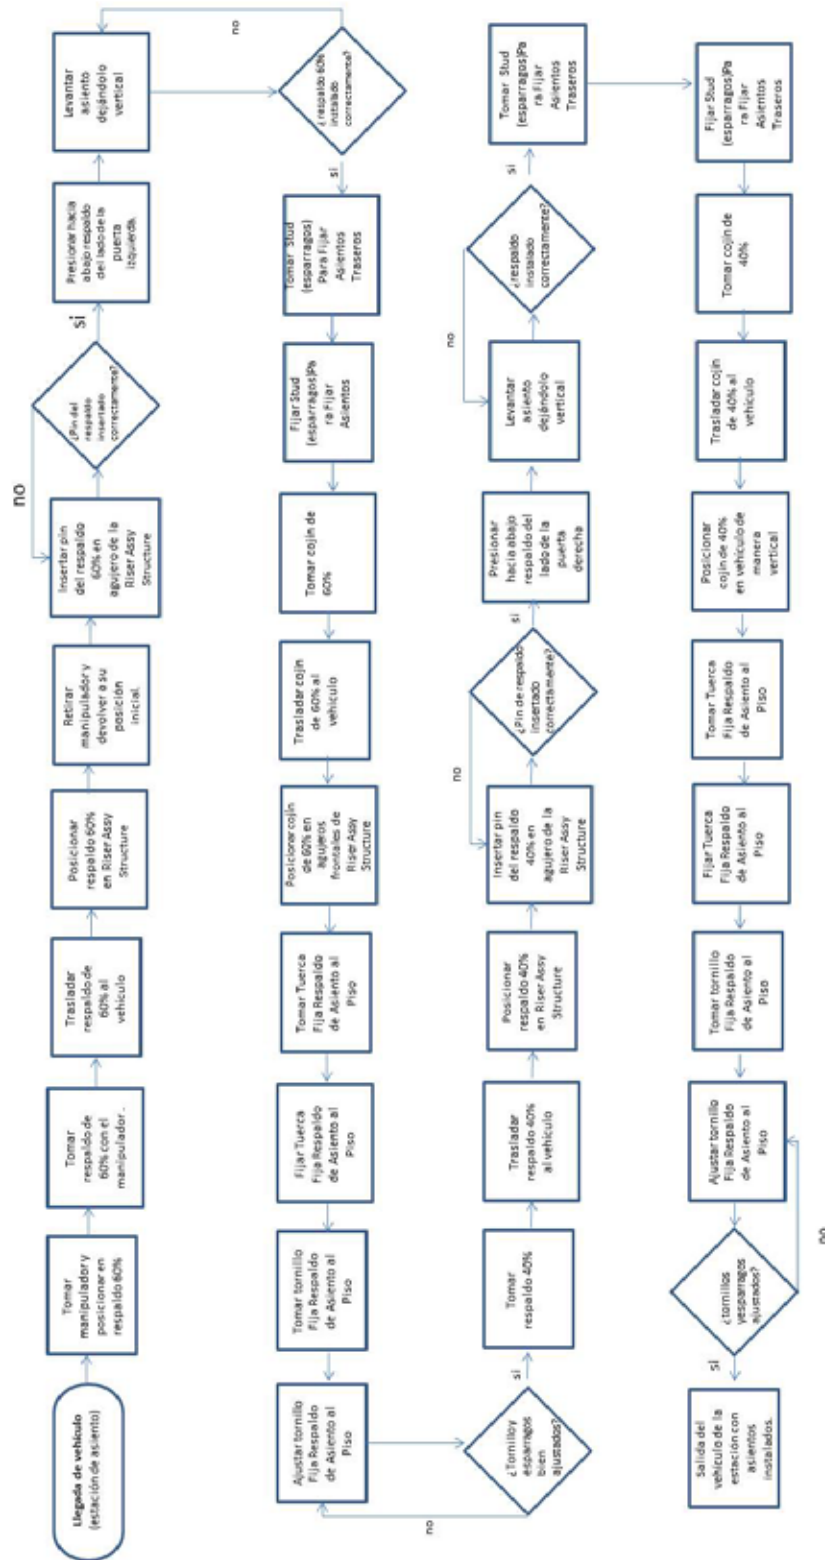 Llegada de vehículo
(estación de asiento)
Tomar
manipulador y
posicionar en
respaldo 60%
Tomar
respaldo de
60% con el
manipulador .
Trasladar
respaldo de
60% al
vehículo
Posicionar
respaldo 60%
en Riser Assy
Structure
Retirar
manipulador y
devolver a su
posición
inicial.
Insertar pin
del respaldo
60% en
agujero de la
Riser Assy
Structure
no
¿Pin del
respaldo
insertado
correctamente?
si
Presionar hacia
abajo respaldo
del lado de la
puerta
izquierda.
Levantar
asiento
dejándolo
vertical
no
¿respaldo 60%
instalado
correctamente?
si
Tomar Stud
(esparragos)
Para Fijar
Asientos
Traseros
Fijar Stud
(esparragos)Pa
ra Fijar
Asientos
Tomar cojín de
60%
Trasladar cojín
de 60% al
vehículo
Posicionar cojín
de 60% en
agujeros
frontales de
Riser Assy
Structure
Tomar Tuerca
Fija Respaldo
de Asiento al
Piso
Fijar Tuerca
Fija Respaldo
de Asiento al
Piso
Tomar tornillo
Fija Respaldo
de Asiento al
Piso
Ajustar tornillo
Fija Respaldo
de Asiento al
Piso
no
¿Tornillo y
esparragos
bien
ajustados?
si
Tomar
respaldo 40%
Trasladar
respaldo 40%
al vehículo
Posicionar
respaldo 40%
en Riser Assy
Structure
Insertar pin
del respaldo
40% en
agujero de la
Riser Assy
Structure
no
¿Pin de respaldo
insertado
correctamente?
si
Presionar
hacia abajo
respaldo del
lado de la
puerta
derecha
Levantar
asiento
dejándolo
vertical
no
¿respaldo
instalado
correctamente?
si
Tomar Stud
(esparragos)Pa
ra Fijar
Asientos
Traseros
Fijar Stud
(esparragos)Pa
ra Fijar
Asientos
Traseros
Tomar cojín de
40%
Trasladar cojín
de 40% al
vehículo
Posicionar
cojín de 40%
en vehículo de
manera
vertical
Tomar Tuerca
Fija Respaldo
de Asiento al
Piso
Fijar Tuerca
Fija Respaldo
de Asiento al
Piso
Tomar tornillo
Fija Respaldo
de Asiento al
Piso
Ajustar tornillo
Fija Respaldo
de Asiento al
Piso
no
¿tornillos
yesparragos
ajustados?
si
Salida del
vehículo de la
estación con
asientos
instalados.